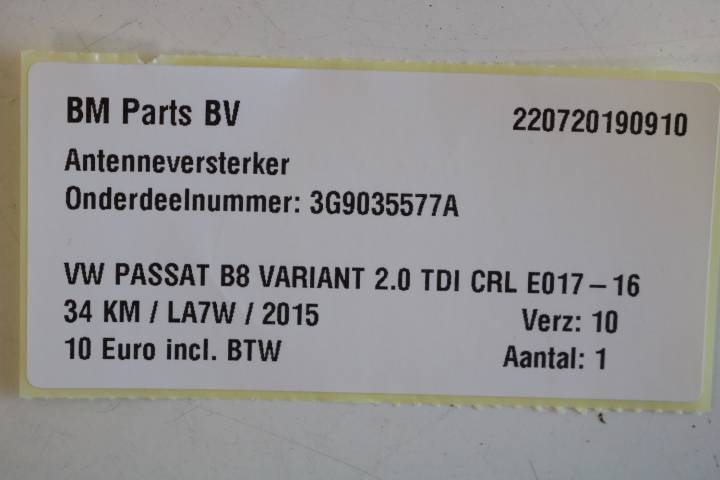 BM Parts BV 220720190910
Antenneversterker
Onderdeelnummer: 3G9035577A
VW PASSAT B8 VARIANT 2.0 TDI CRL E017-16
34 KM / LA7W / 2015 Verz: 10
10 Euro incl. BTW Aantal: 1